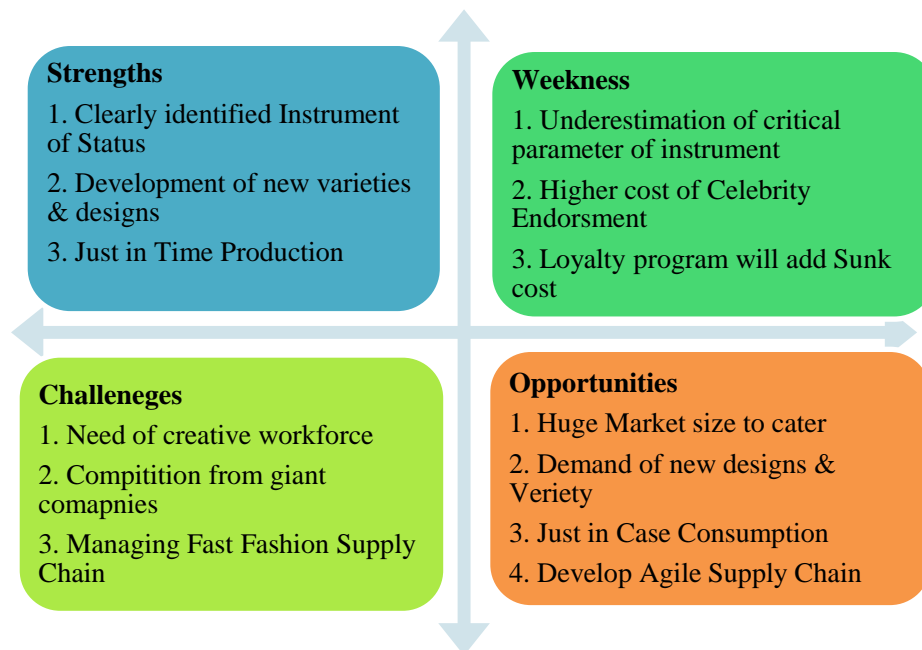 Strengths
1. Clearly identified Instrument
of Status
2. Development of new varieties
& designs
3. Just in Time Production
Weekness
1. Underestimation of critical
parameter of instrument
2. Higher cost of Celebrity
Endorsment
3. Loyalty program will add Sunk
cost
Challeneges
1. Need of creative workforce
2. Compitition from giant
comapnies
3. Managing Fast Fashion Supply
Chain
Opportunities
1. Huge Market size to cater
2. Demand of new designs &
Veriety
3. Just in Case Consumption
4. Develop Agile Supply Chain